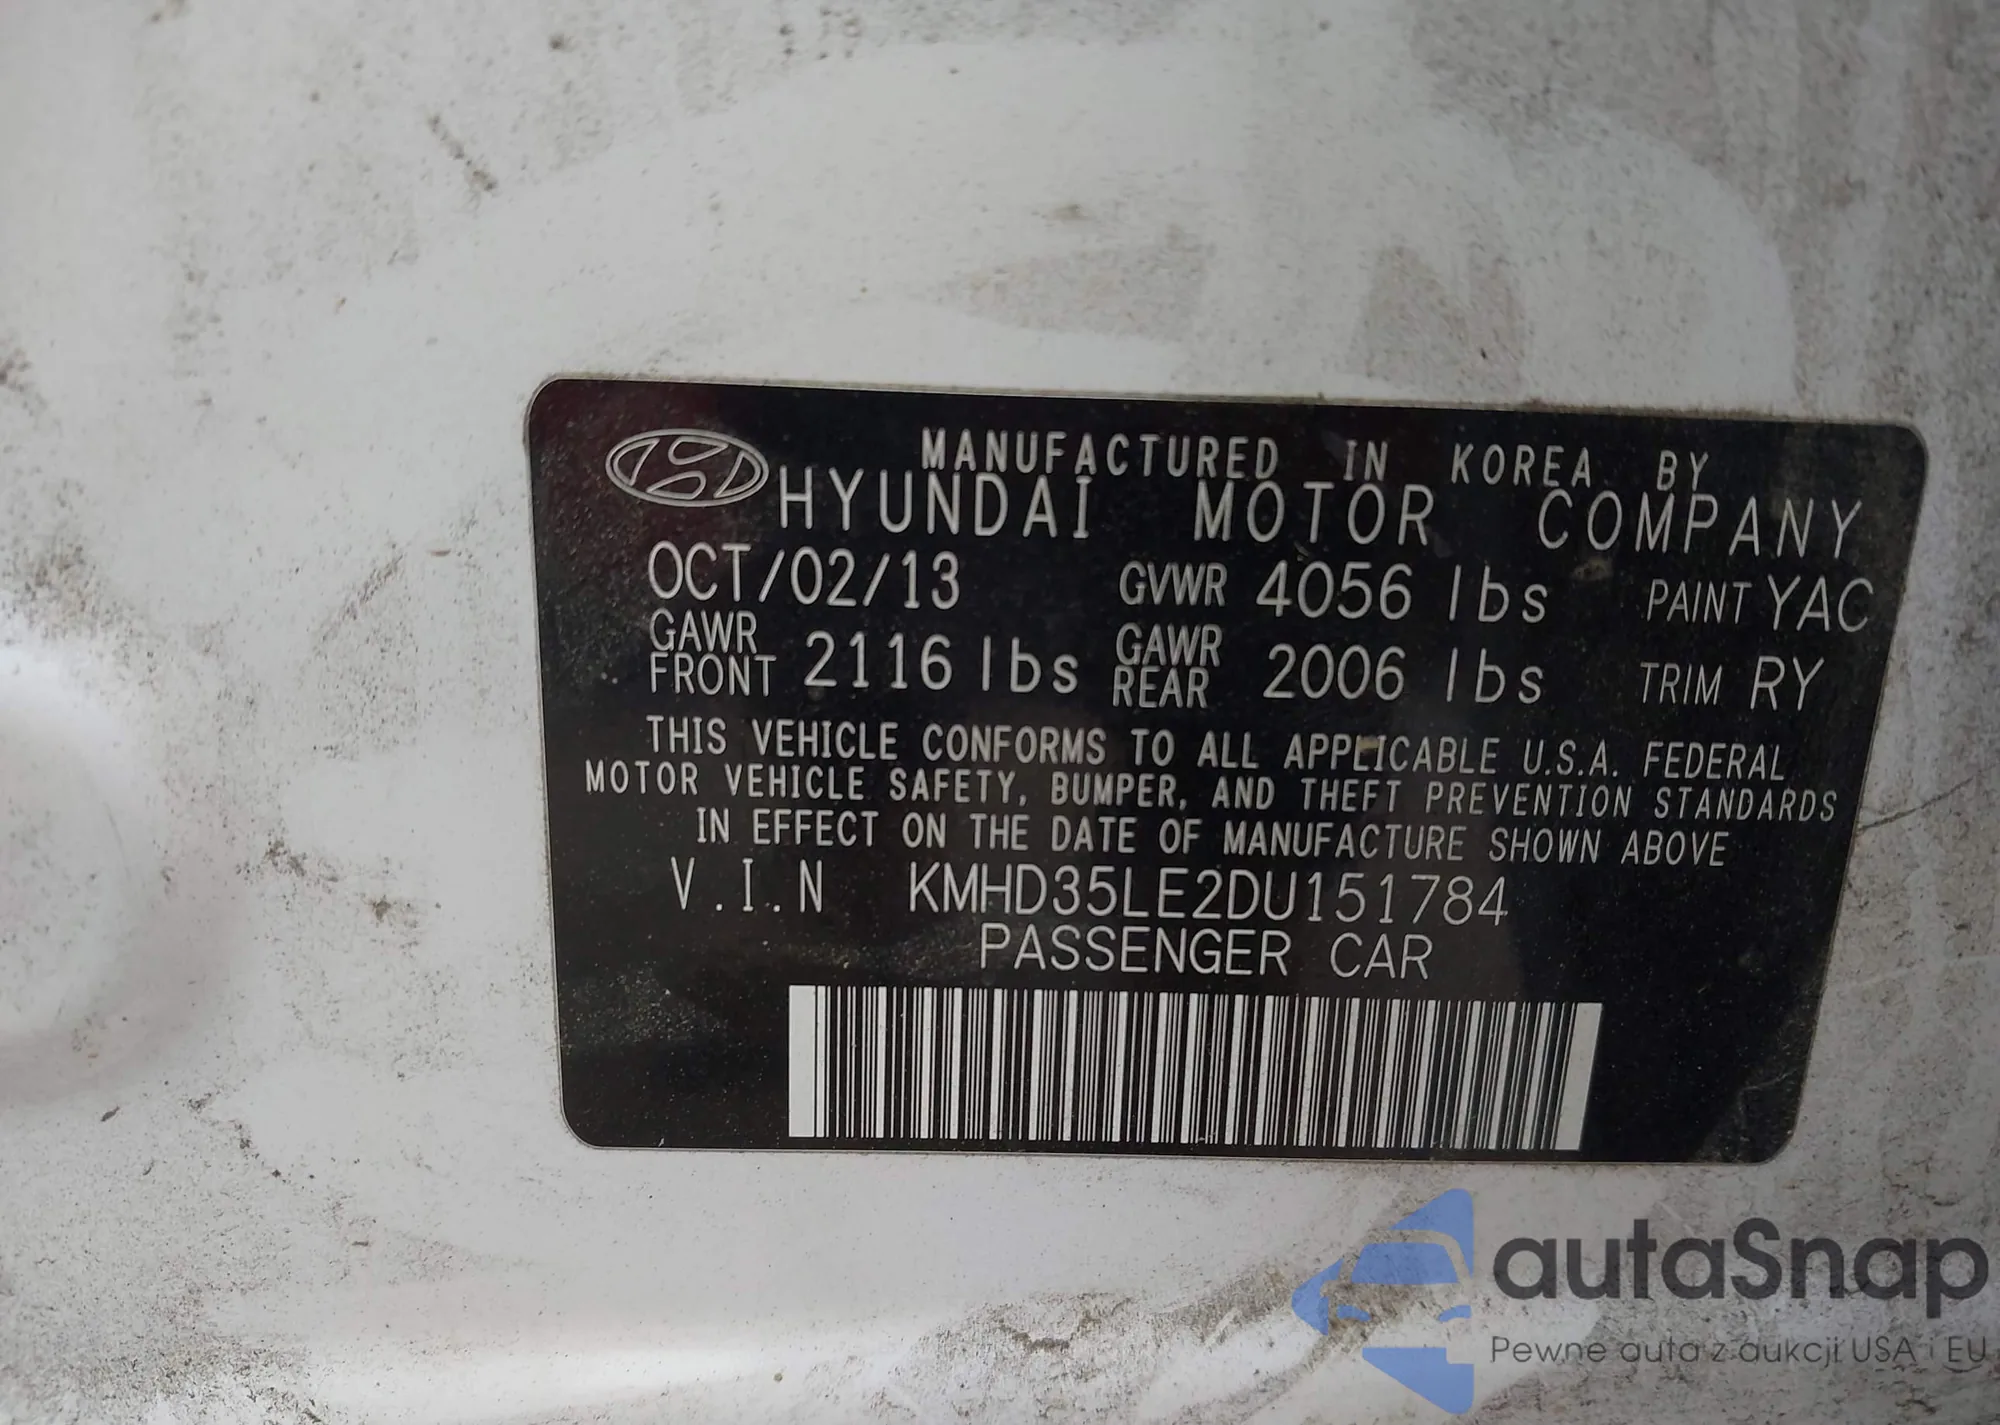 MANUFACTURED IN KOREA BY
HYUNDAI MOTOR COMPANY
OCT/02/13 GVWR 4056 lbs PAINT YAC
GAWR FRONT 2116 lbs GAWR REAR 2006 lbs TRIM RY
THIS VEHICLE CONFORMS TO ALL APPLICABLE U.S.A. FEDERAL
MOTOR VEHICLE SAFETY, BUMPER, AND THEFT PREVENTION STANDARDS
IN EFFECT ON THE DATE OF MANUFACTURE SHOWN ABOVE
V.I.N KMHD35LE2DU151784
PASSENGER CAR
autaSnap
Pewne auta z aukcji USA i EU